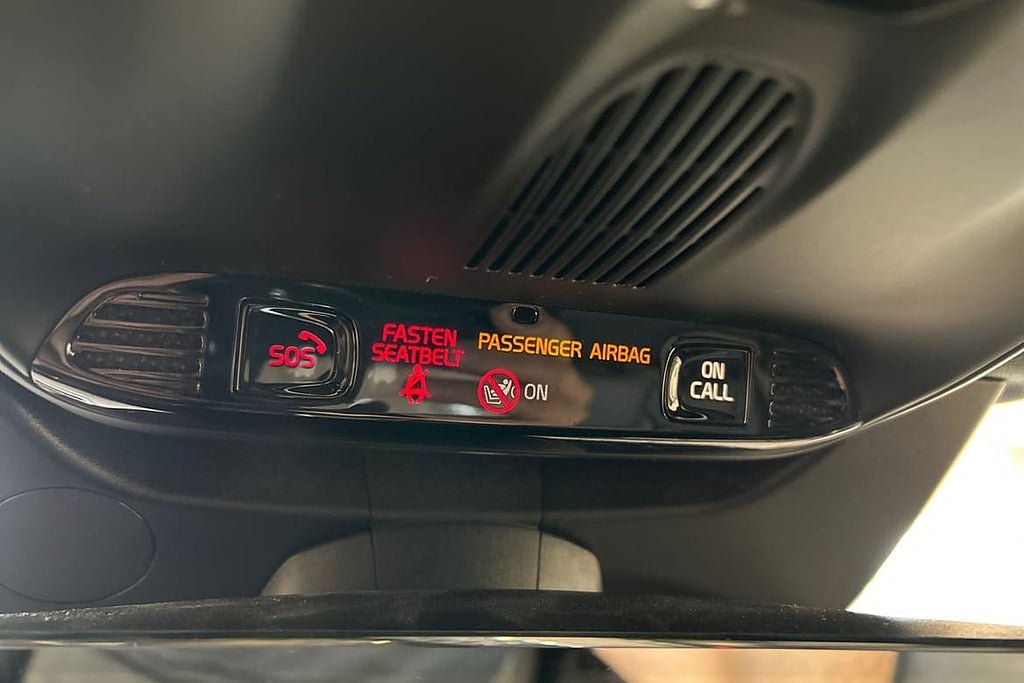 SOS
FASTEN
SEATBELT
PASSENGER AIRBAG
ON
ON
CALL